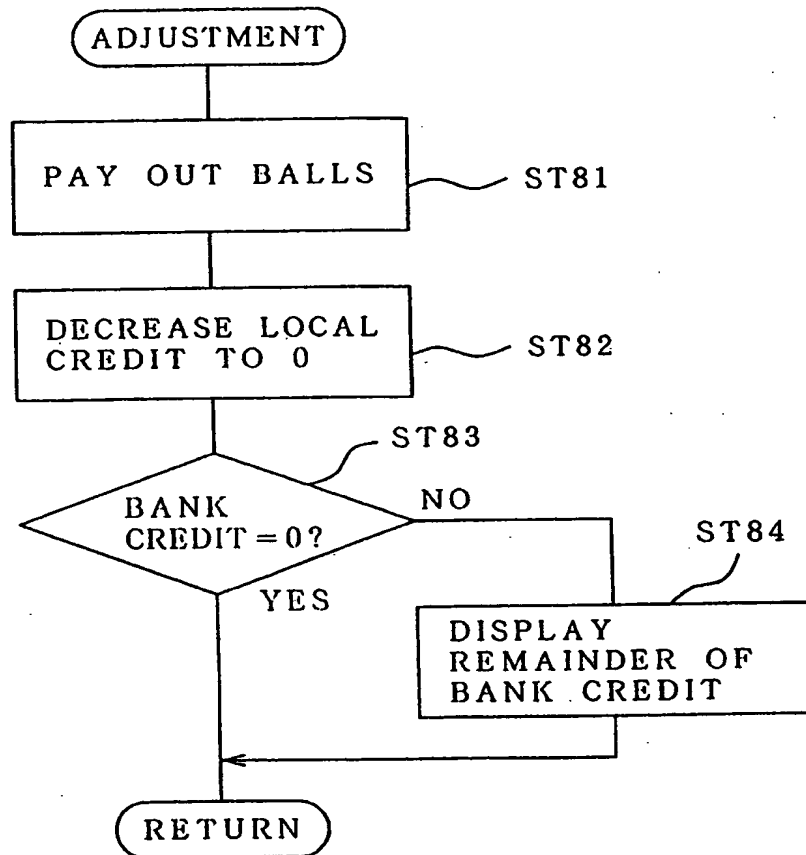 ADJUSTMENT
PAY OUT BALLS
ST81
DECREASE LOCAL
CREDIT TO 0
ST82
ST83
BANK
CREDIT=0?
NO
YES
ST84
DISPLAY
REMAINDER OF
BANK CREDIT
RETURN